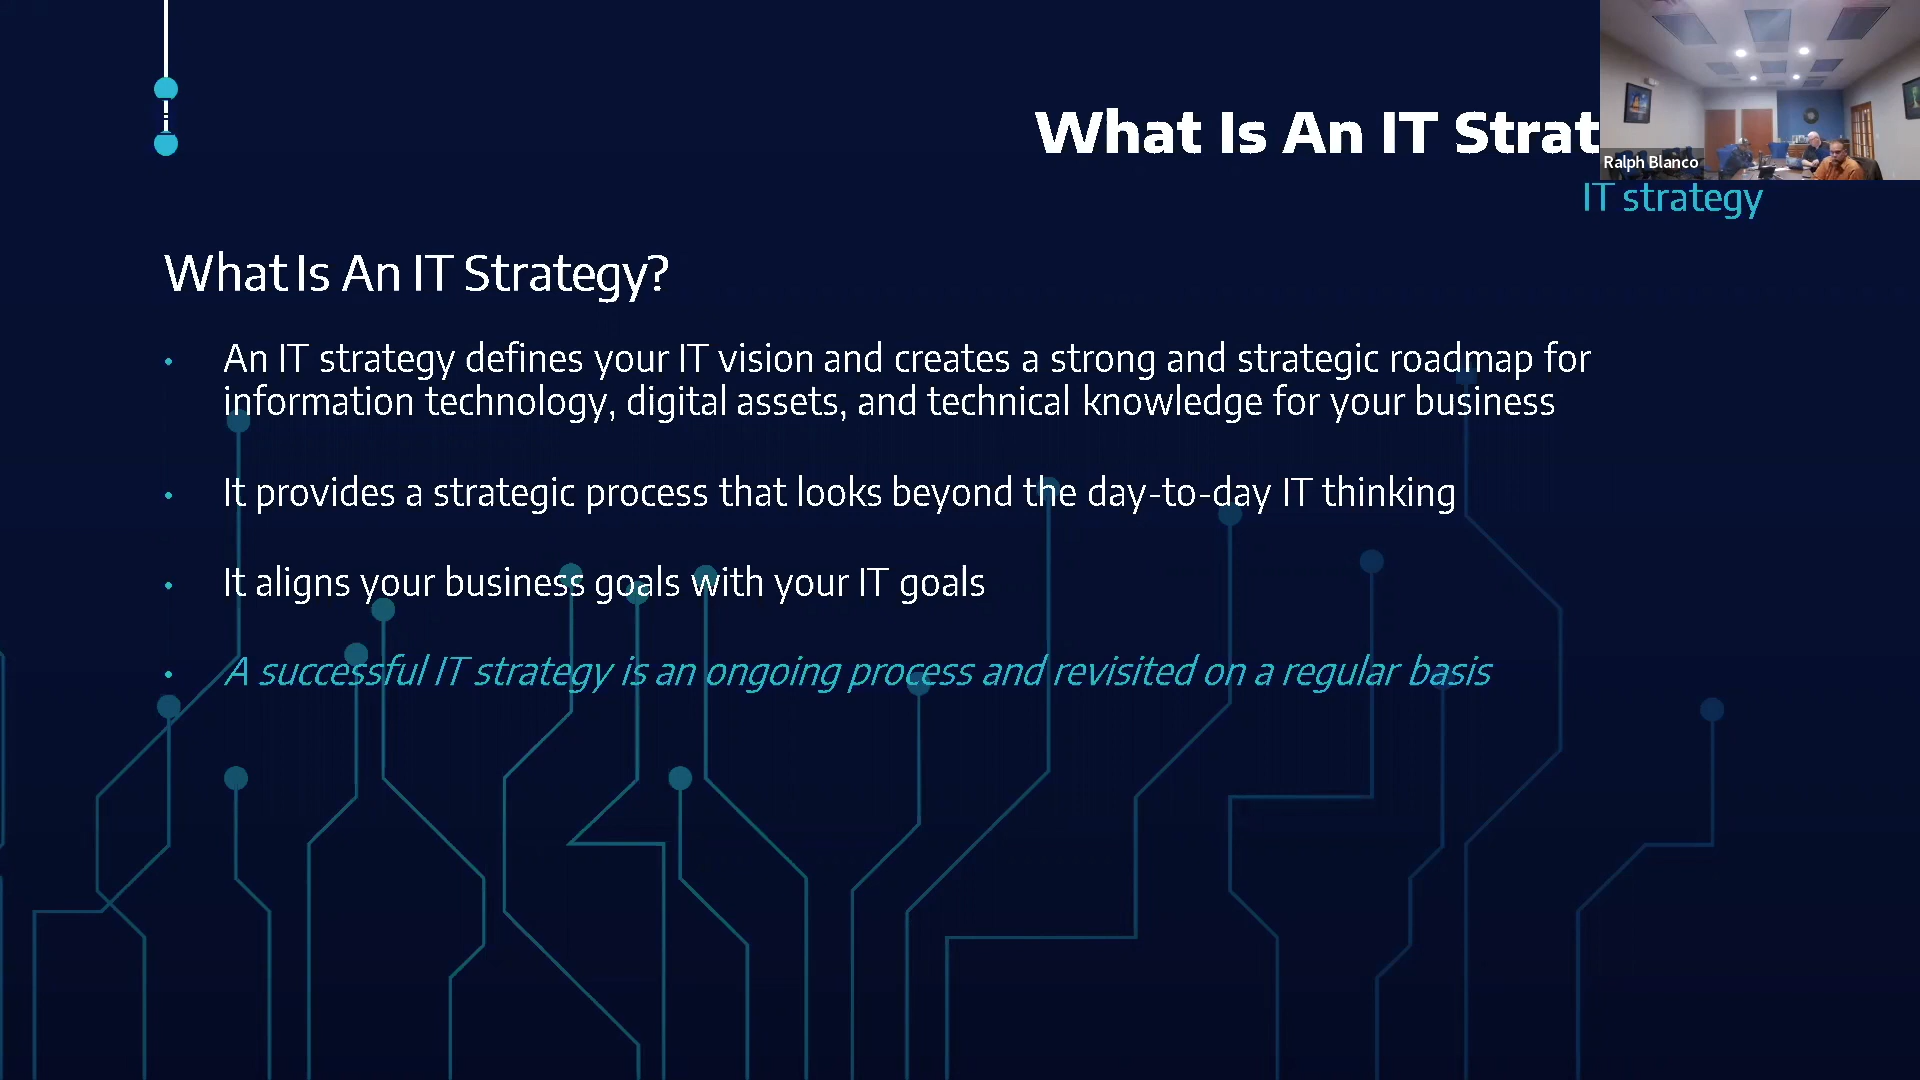 What Is An IT Strat
Ralph Blanco
IT strategy
What Is An IT Strategy?
• An IT strategy defines your IT vision and creates a strong and strategic roadmap for
information technology, digital assets, and technical knowledge for your business
• It provides a strategic process that looks beyond the day-to-day IT thinking
• It aligns your business goals with your IT goals
• A successful IT strategy is an ongoing process and revisited on a regular basis